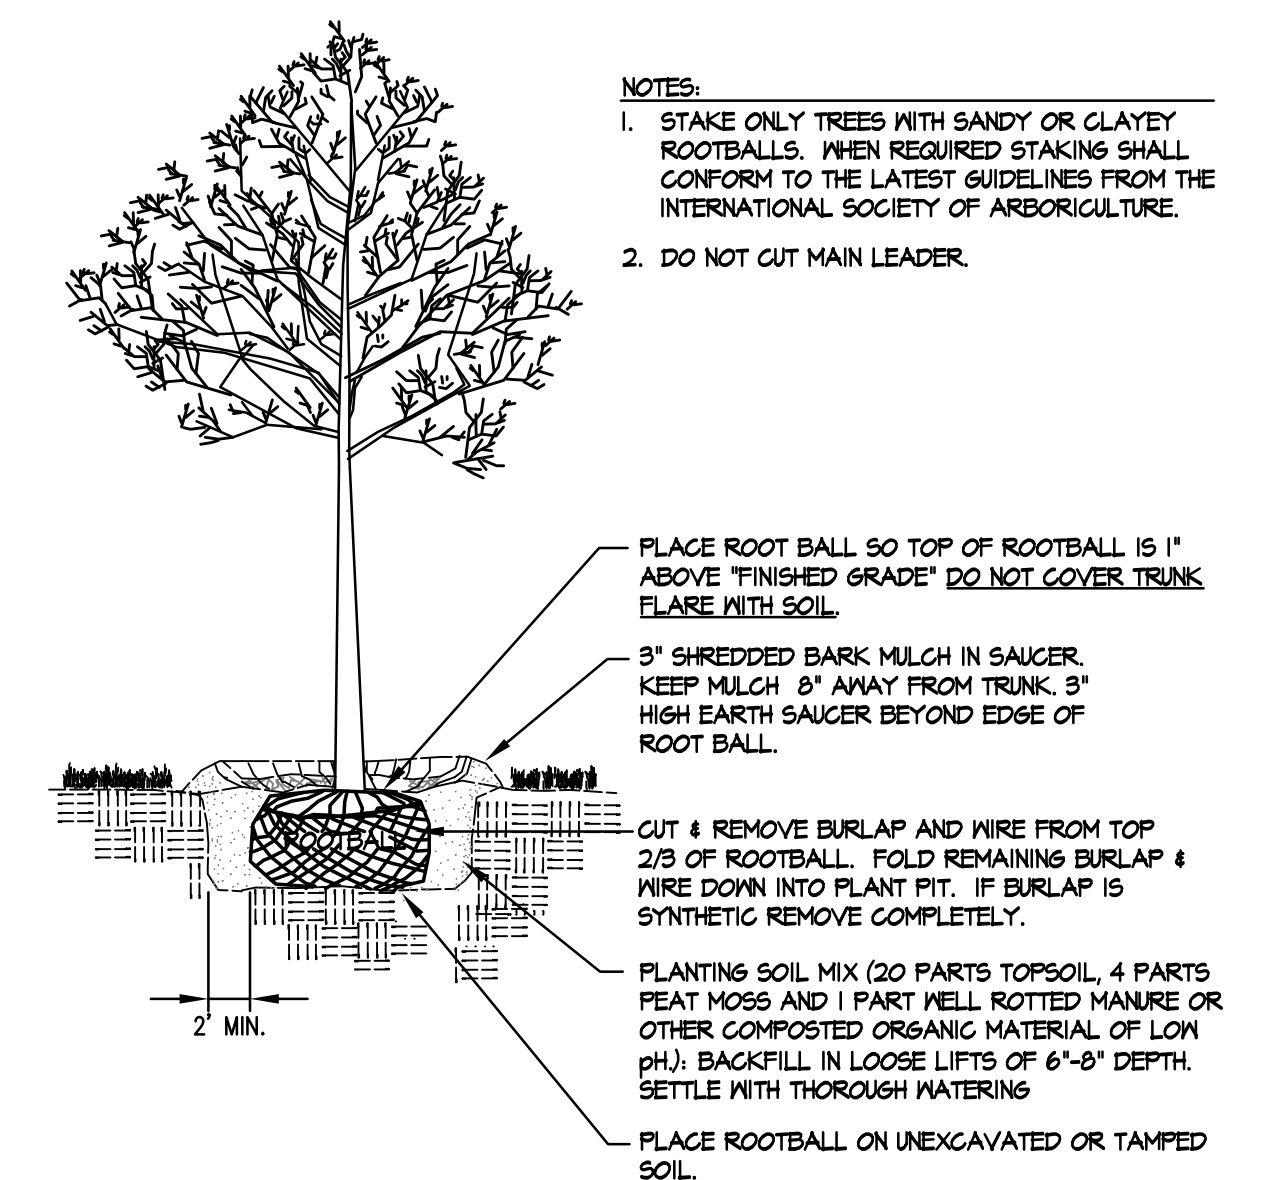 NOTES:
1. STAKE ONLY TREES WITH SANDY OR CLAYEY
ROOTBALLS. WHEN REQUIRED STAKING SHALL
CONFORM TO THE LATEST GUIDELINES FROM THE
INTERNATIONAL SOCIETY OF ARBORICULTURE.
2. DO NOT CUT MAIN LEADER.
PLACE ROOT BALL SO TOP OF ROOTBALL IS 1"
ABOVE "FINISHED GRADE" DO NOT COVER TRUNK
FLARE WITH SOIL.
3" SHREDDED BARK MULCH IN SAUCER.
KEEP MULCH 8" AWAY FROM TRUNK. 3"
HIGH EARTH SAUCER BEYOND EDGE OF
ROOT BALL.
ROOTBALL
CUT & REMOVE BURLAP AND WIRE FROM TOP
2/3 OF ROOTBALL. FOLD REMAINING BURLAP &
WIRE DOWN INTO PLANT PIT. IF BURLAP IS
SYNTHETIC REMOVE COMPLETELY.
PLANTING SOIL MIX (20 PARTS TOPSOIL, 4 PARTS
PEAT MOSS AND 1 PART WELL ROTTED MANURE OR
OTHER COMPOSTED ORGANIC MATERIAL OF LOW
pH.): BACKFILL IN LOOSE LIFTS OF 6"-8" DEPTH.
SETTLE WITH THOROUGH WATERING
2' MIN.
PLACE ROOTBALL ON UNEXCAVATED OR TAMPED
SOIL.